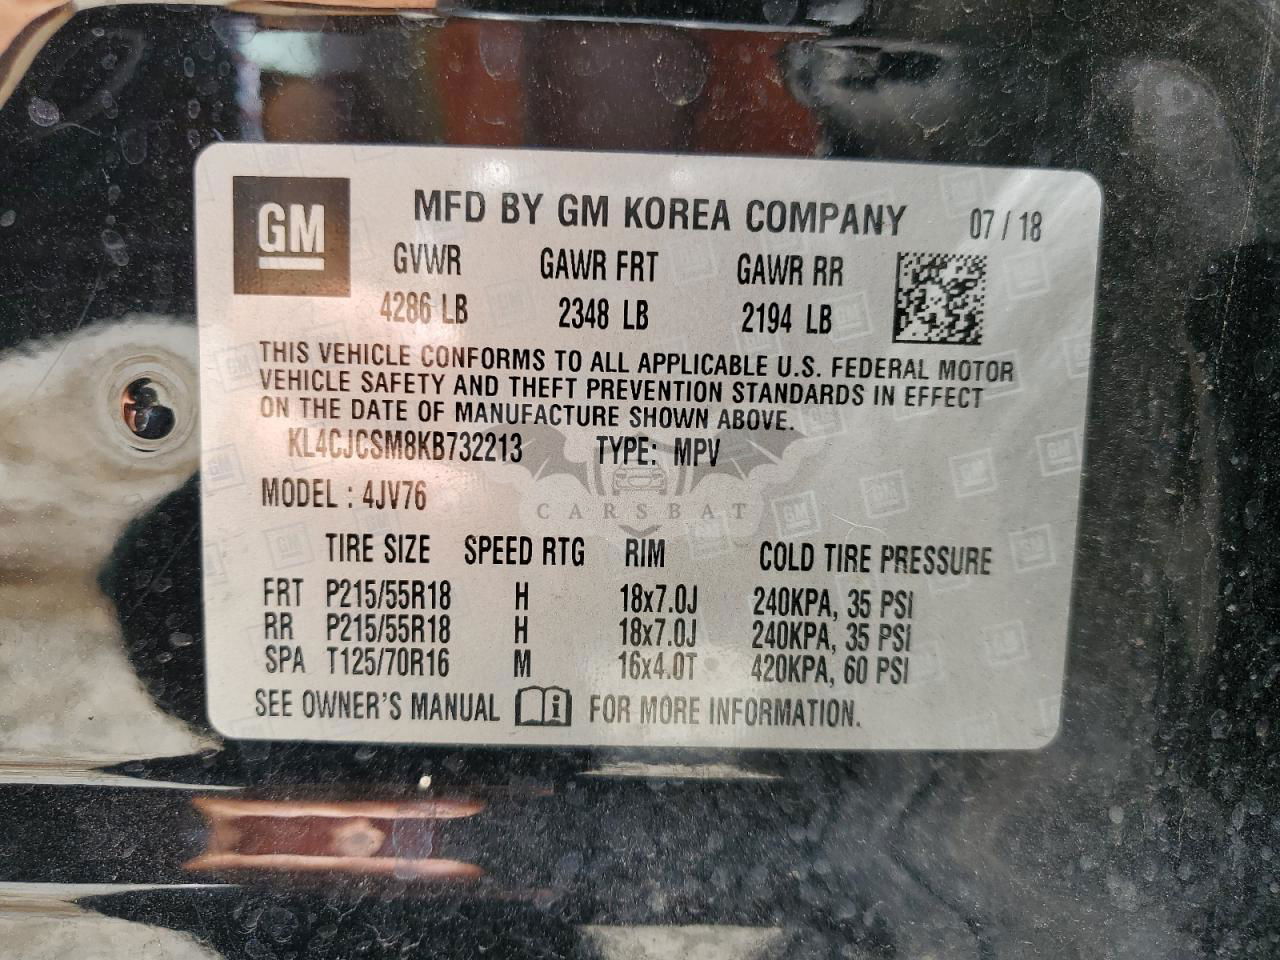 GM
MFD BY GM KOREA COMPANY 07 / 18
GVWR GAWR FRT GAWR RR
4286 LB 2348 LB 2194 LB
THIS VEHICLE CONFORMS TO ALL APPLICABLE U.S. FEDERAL MOTOR
VEHICLE SAFETY AND THEFT PREVENTION STANDARDS IN EFFECT
ON THE DATE OF MANUFACTURE SHOWN ABOVE.
KL4CJCSM8KB732213 TYPE: MPV
MODEL : 4JV76
CARSBAT
TIRE SIZE SPEED RTG RIM COLD TIRE PRESSURE
FRT P215/55R18 H 18x7.0J 240KPA, 35 PSI
RR P215/55R18 H 18x7.0J 240KPA, 35 PSI
SPA T125/70R16 M 16x4.0T 420KPA, 60 PSI
SEE OWNER'S MANUAL i FOR MORE INFORMATION.